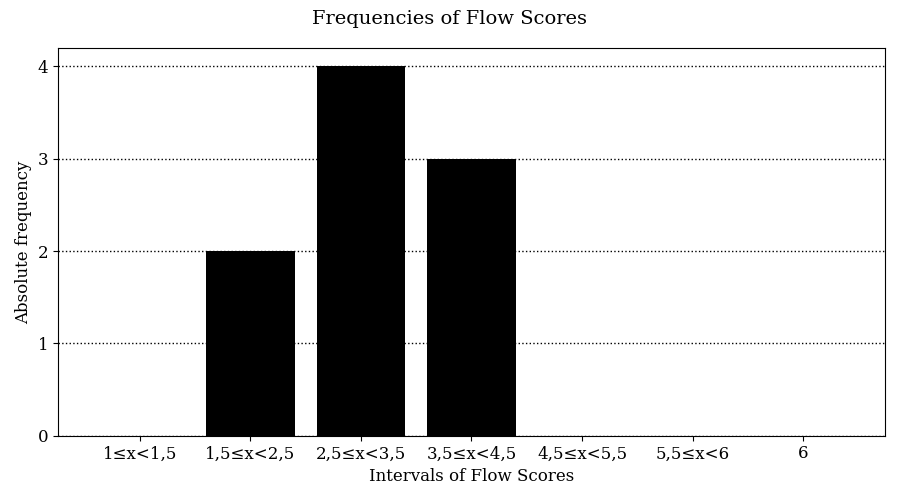 Frequencies of Flow Scores
Absolute frequency
4
3
2
1
0
1≤x<1,5 1,5≤x<2,5 2,5≤x<3,5 3,5≤x<4,5 4,5≤x<5,5 5,5≤x<6 6
Intervals of Flow Scores